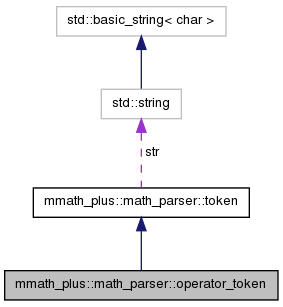 std::basic_string< char >
std::string
str
mmath_plus::math_parser::token
mmath_plus::math_parser::operator_token